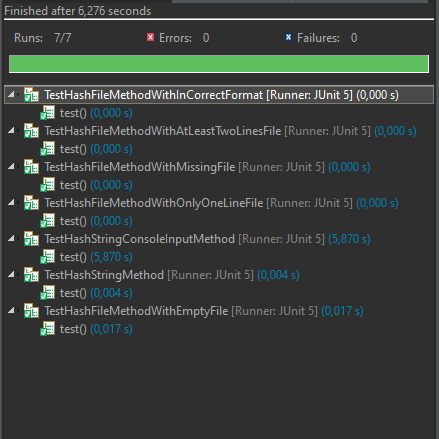 Finished after 6,276 seconds
Runs: 7/7 Errors: 0 Failures: 0
TestHashFileMethodWithInCorrectFormat [Runner: JUnit 5] (0,000 s)
test() (0,000 s)
TestHashFileMethodWithAtLeastTwoLinesFile [Runner: JUnit 5] (0,000 s)
test() (0,000 s)
TestHashFileMethodWithMissingFile [Runner: JUnit 5] (0,000 s)
test() (0,000 s)
TestHashFileMethodWithOnlyOneLineFile [Runner: JUnit 5] (0,000 s)
test() (0,000 s)
TestHashStringConsoleInputMethod [Runner: JUnit 5] (5,870 s)
test() (5,870 s)
TestHashStringMethod [Runner: JUnit 5] (0,004 s)
test() (0,004 s)
TestHashFileMethodWithEmptyFile [Runner: JUnit 5] (0,017 s)
test() (0,017 s)